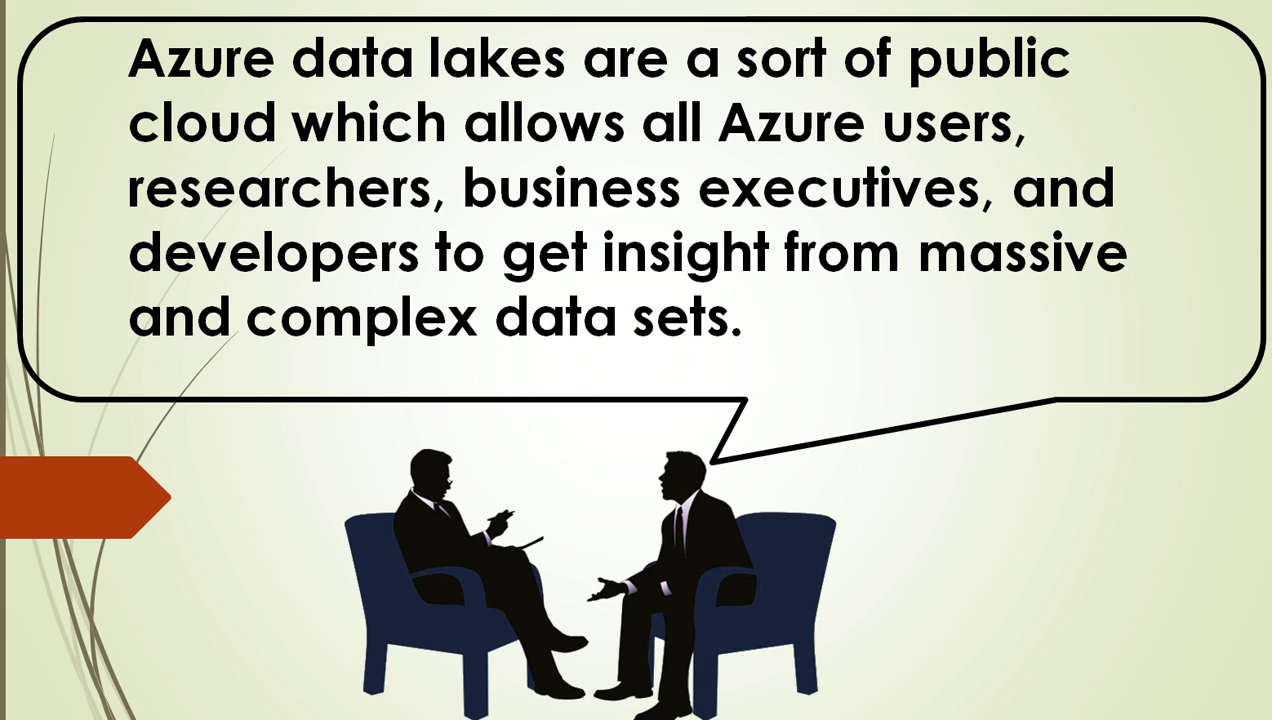 Azure data lakes are a sort of public
cloud which allows all Azure users,
researchers, business executives, and
developers to get insight from massive
and complex data sets.